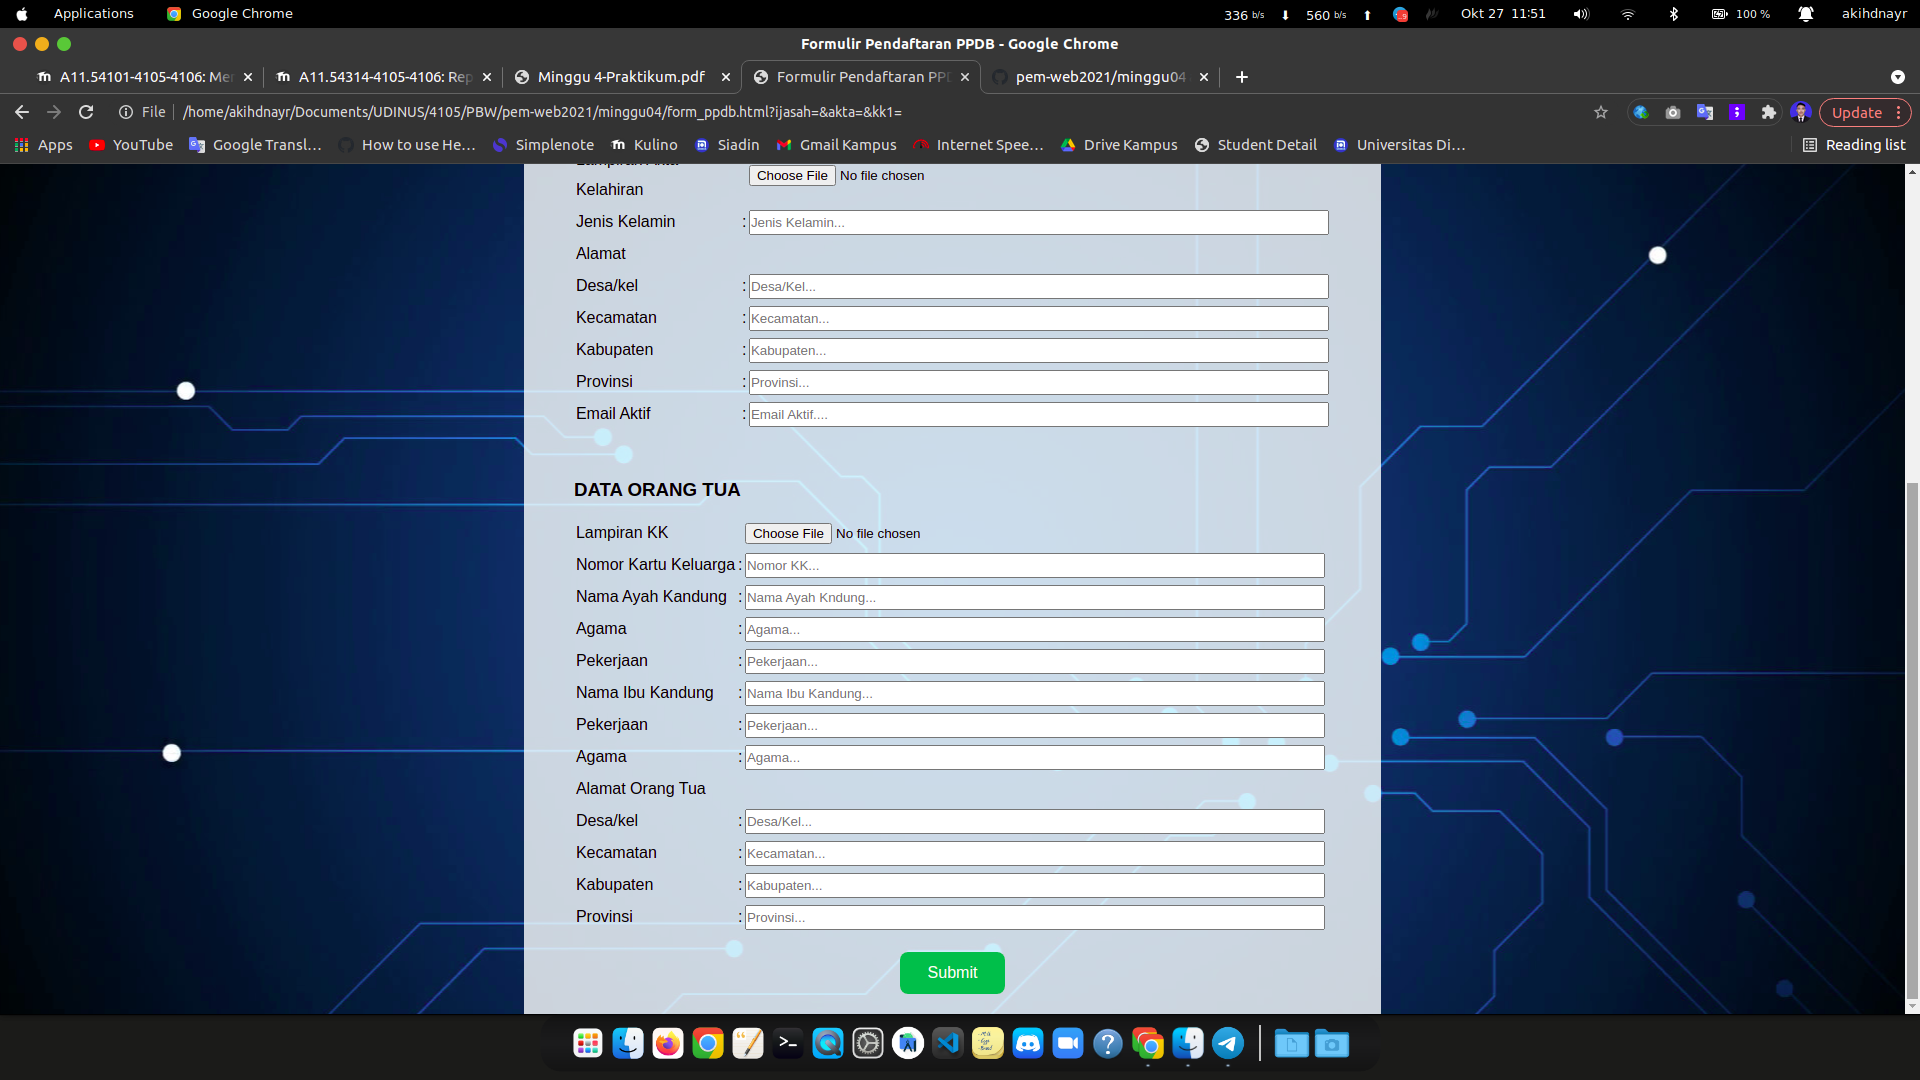 Applications Google Chrome 336 b/s 560 b/s Okt 27 11:51 100 % akihdnayr
Formulir Pendaftaran PPDB - Google Chrome
A11.54101-4105-4106: Me A11.54314-4105-4106: Rep Minggu 4-Praktikum.pdf Formulir Pendaftaran PP pem-web2021/minggu04
File /home/akihdnayr/Documents/UDINUS/4105/PBW/pem-web2021/minggu04/form_ppdb.html?ijasah=&akta=&kk1= Update
Apps YouTube Google Transl... How to use He... Simplenote Kulino Siadin Gmail Kampus Internet Spee... Drive Kampus Student Detail Universitas Di... Reading list
Choose File No file chosen
Kelahiran
Jenis Kelamin : Jenis Kelamin...
Alamat
Desa/kel : Desa/Kel...
Kecamatan : Kecamatan...
Kabupaten : Kabupaten...
Provinsi : Provinsi...
Email Aktif : Email Aktif....
DATA ORANG TUA
Lampiran KK Choose File No file chosen
Nomor Kartu Keluarga : Nomor KK...
Nama Ayah Kandung : Nama Ayah Kndung...
Agama : Agama...
Pekerjaan : Pekerjaan...
Nama Ibu Kandung : Nama Ibu Kandung...
Pekerjaan : Pekerjaan...
Agama : Agama...
Alamat Orang Tua
Desa/kel : Desa/Kel...
Kecamatan : Kecamatan...
Kabupaten : Kabupaten...
Provinsi : Provinsi...
Submit